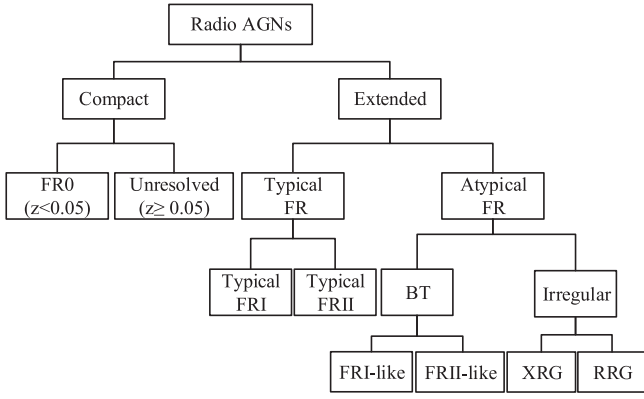 Radio AGNs
Compact
Extended
FR0
(z<0.05)
Unresolved
(z≥ 0.05)
Typical
FR
Atypical
FR
Typical
FRI
Typical
FRII
BT
Irregular
FRI-like
FRII-like
XRG
RRG